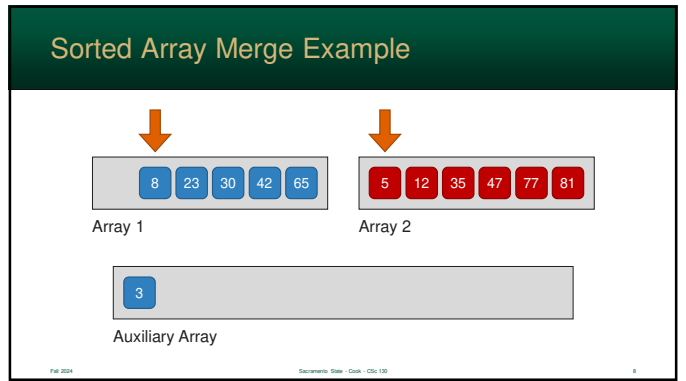 Sorted Array Merge Example
8 23 30 42 65
5 12 35 47 77 81
Array 1
Array 2
3
Auxiliary Array
Fall 2024
Sacramento State - Cook - CSc 130
8